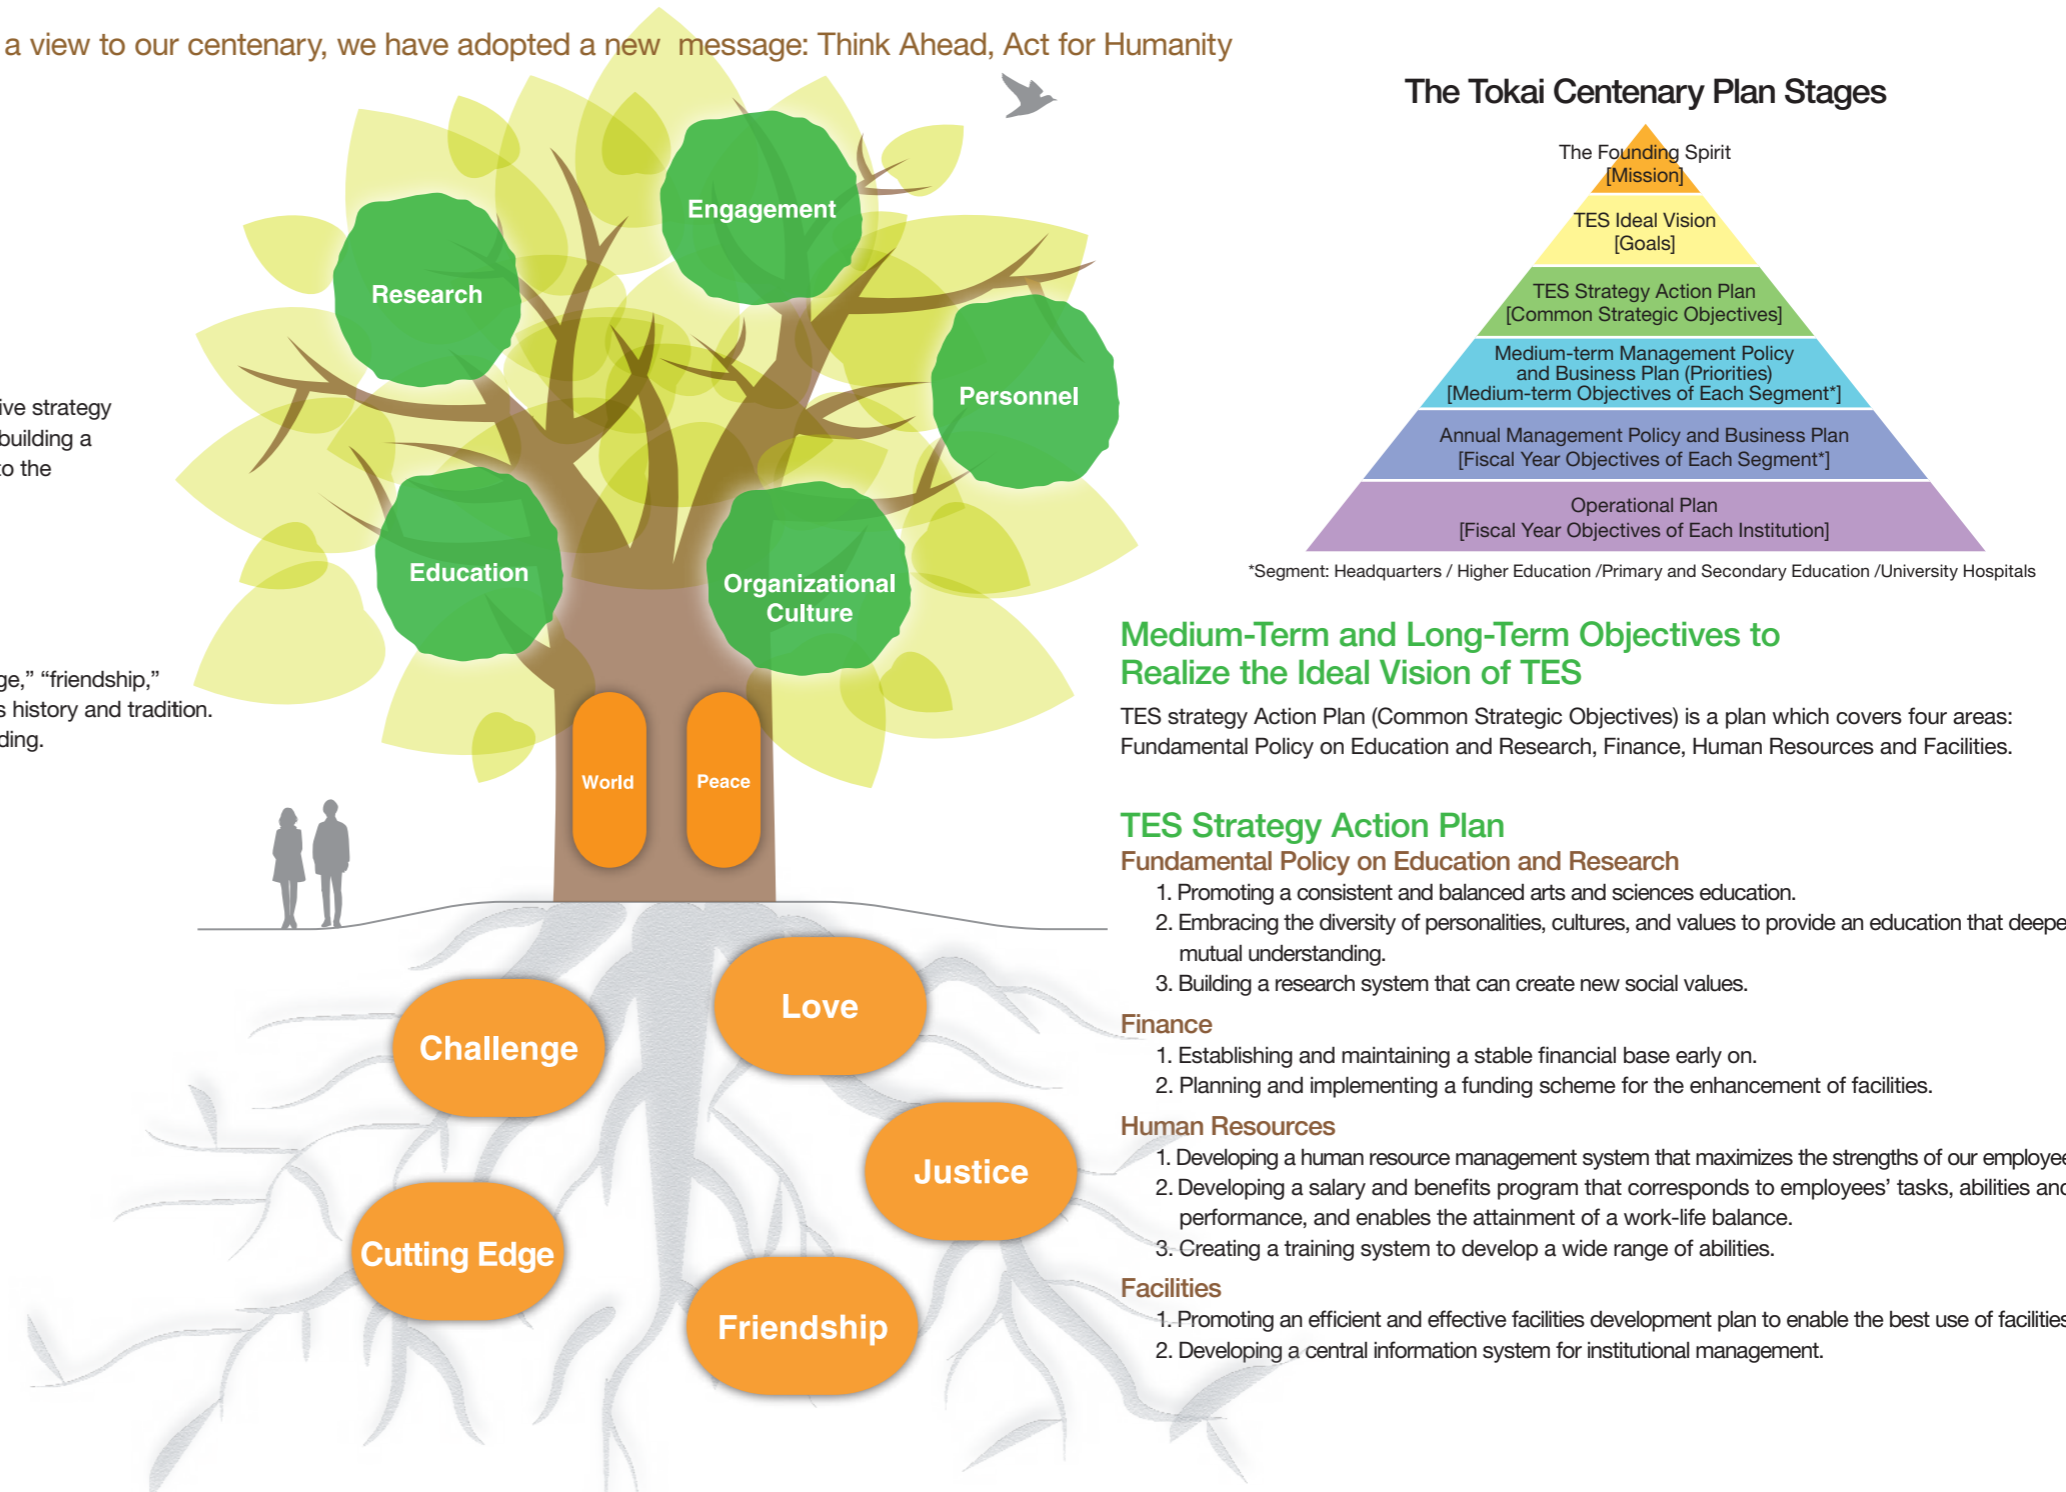 a view to our centenary, we have adopted a new message: Think Ahead, Act for Humanity
strategy
building a
to the
“friendship,”
history and tradition.
Engagement
Research
Personnel
Education
Organizational
Culture
World
Peace
Love
Challenge
Justice
Cutting Edge
Friendship
The Tokai Centenary Plan Stages
The Founding Spirit
[Mission]
TES Ideal Vision
[Goals]
TES Strategy Action Plan
[Common Strategic Objectives]
Medium-term Management Policy
and Business Plan (Priorities)
[Medium-term Objectives of Each Segment*]
Annual Management Policy and Business Plan
[Fiscal Year Objectives of Each Segment*]
Operational Plan
[Fiscal Year Objectives of Each Institution]
*Segment: Headquarters / Higher Education /Primary and Secondary Education /University Hospitals
Medium-Term and Long-Term Objectives to
Realize the Ideal Vision of TES
TES strategy Action Plan (Common Strategic Objectives) is a plan which covers four areas:
Fundamental Policy on Education and Research, Finance, Human Resources and Facilities.
TES Strategy Action Plan
Fundamental Policy on Education and Research
1. Promoting a consistent and balanced arts and sciences education.
2. Embracing the diversity of personalities, cultures, and values to provide an education that
mutual understanding.
3. Building a research system that can create new social values.
Finance
1. Establishing and maintaining a stable financial base early on.
2. Planning and implementing a funding scheme for the enhancement of facilities.
Human Resources
1. Developing a human resource management system that maximizes the strengths of our
2. Developing a salary and benefits program that corresponds to employees’ tasks, abilities and
performance, and enables the attainment of a work-life balance.
3. Creating a training system to develop a wide range of abilities.
Facilities
1. Promoting an efficient and effective facilities development plan to enable the best use of facilities
2. Developing a central information system for institutional management.